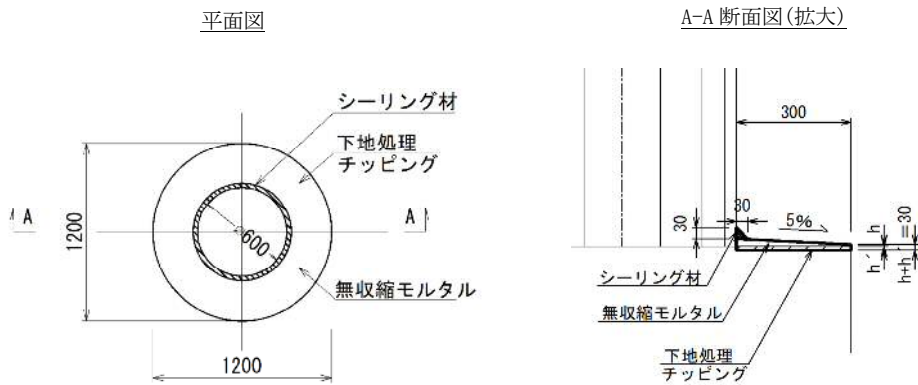 平面図
シーリング材
下地処理
チッピング
A
A
1200
φ600
無収縮モルタル
1200
A-A 断面図(拡大)
300
30
30
5%
h
h′
h+h′=30
シーリング材
無収縮モルタル
下地処理
チッピング